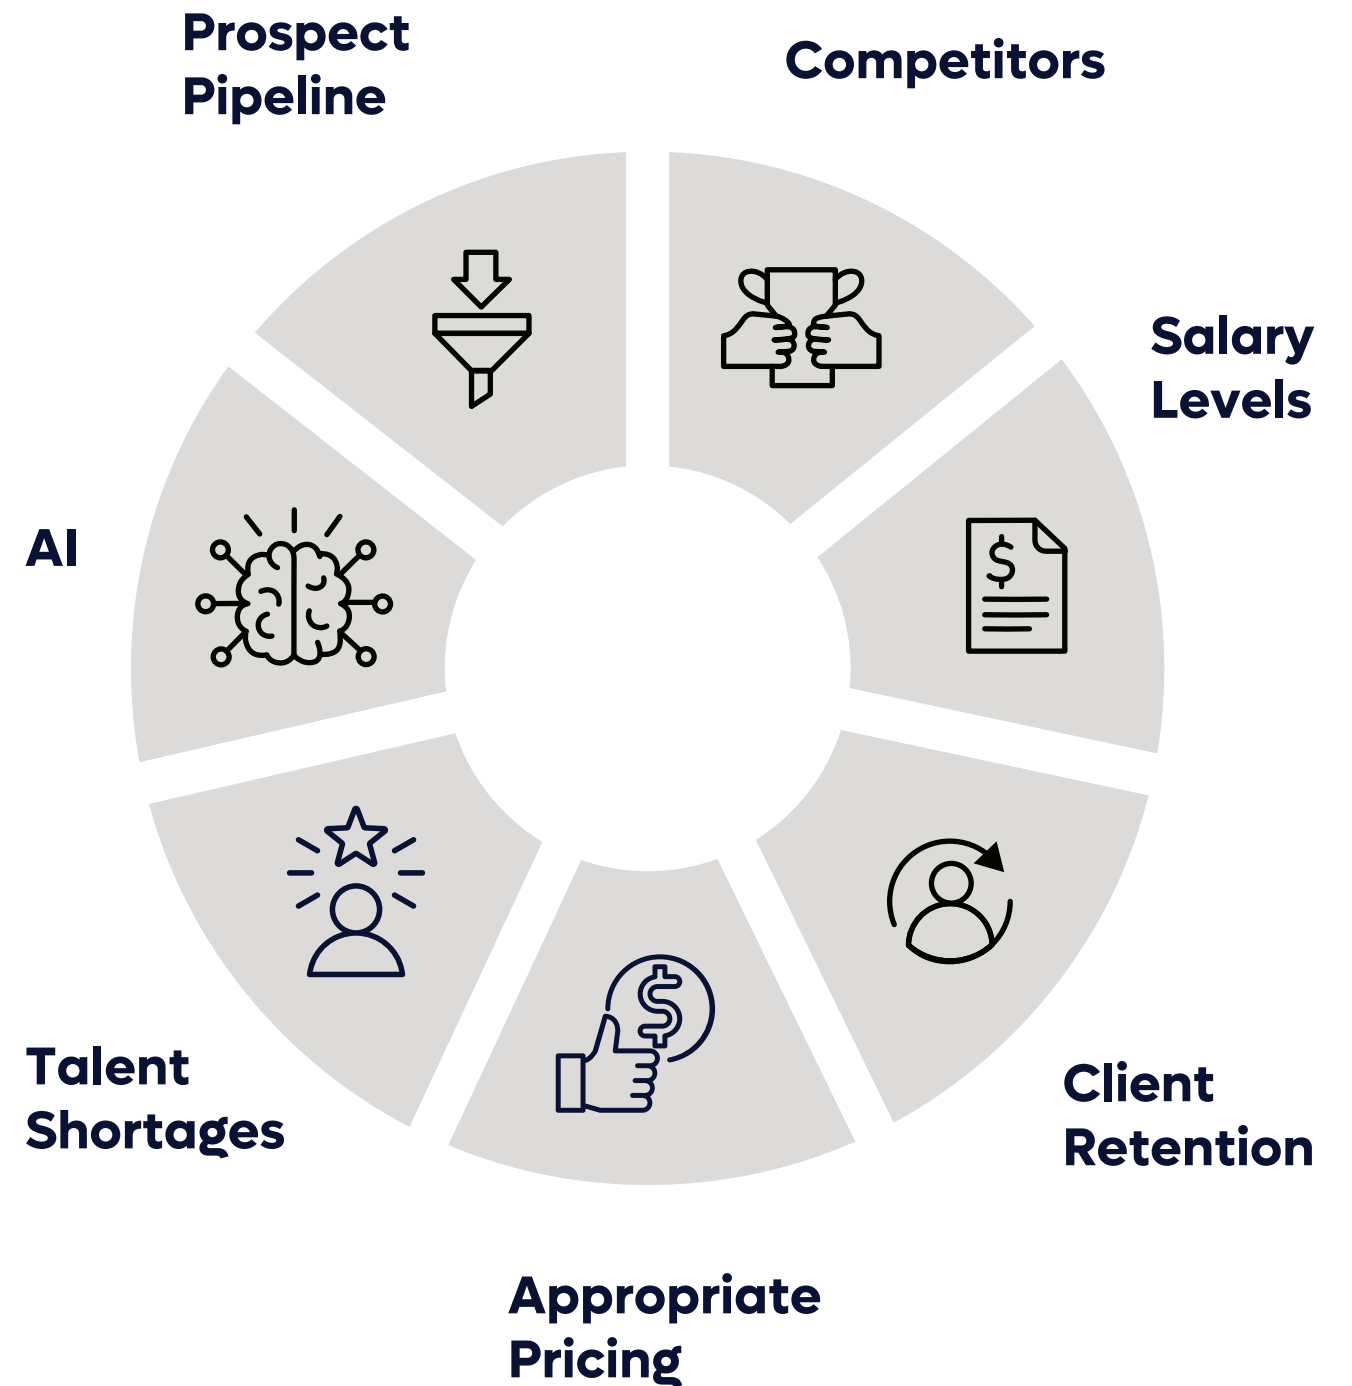 Prospect
Pipeline
Competitors
Salary
Levels
AI
$
Talent
Shortages
Client
Retention
$
Appropriate
Pricing